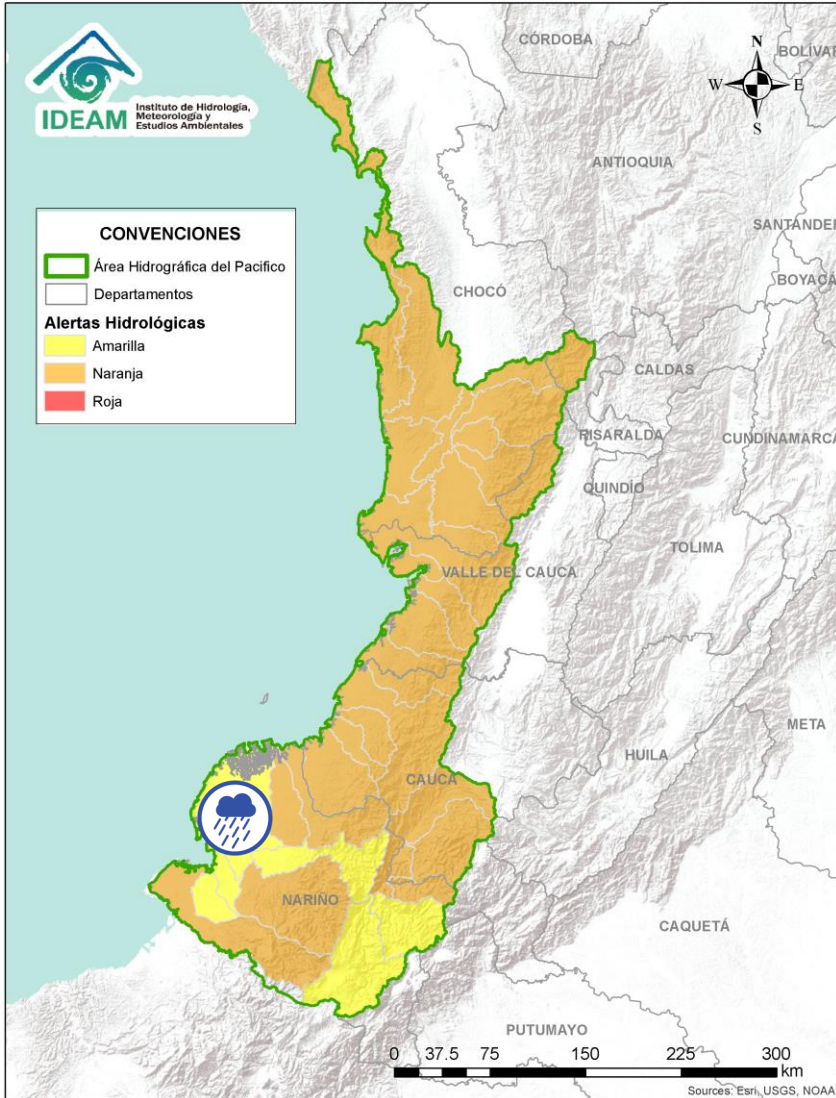 IDEAM
Instituto de Hidrología,
Meteorología y
Estudios Ambientales
CÓRDOBA
BOLÍVAR
N
W
E
S
ANTIOQUIA
SANTANDER
CONVENCIONES
Área Hidrográfica del Pacifico
Departamentos
Alertas Hidrológicas
Amarilla
Naranja
Roja
BOYACÁ
CHOCÓ
CALDAS
RISARALDA
CUNDINAMARCA
QUINDÍO
TOLIMA
VALLE DEL CAUCA
META
HUILA
CAUCA
NARIÑO
CAQUETÁ
PUTUMAYO
0 37.5 75 150 225 300
km
Sources: Esri, USGS, NOAA